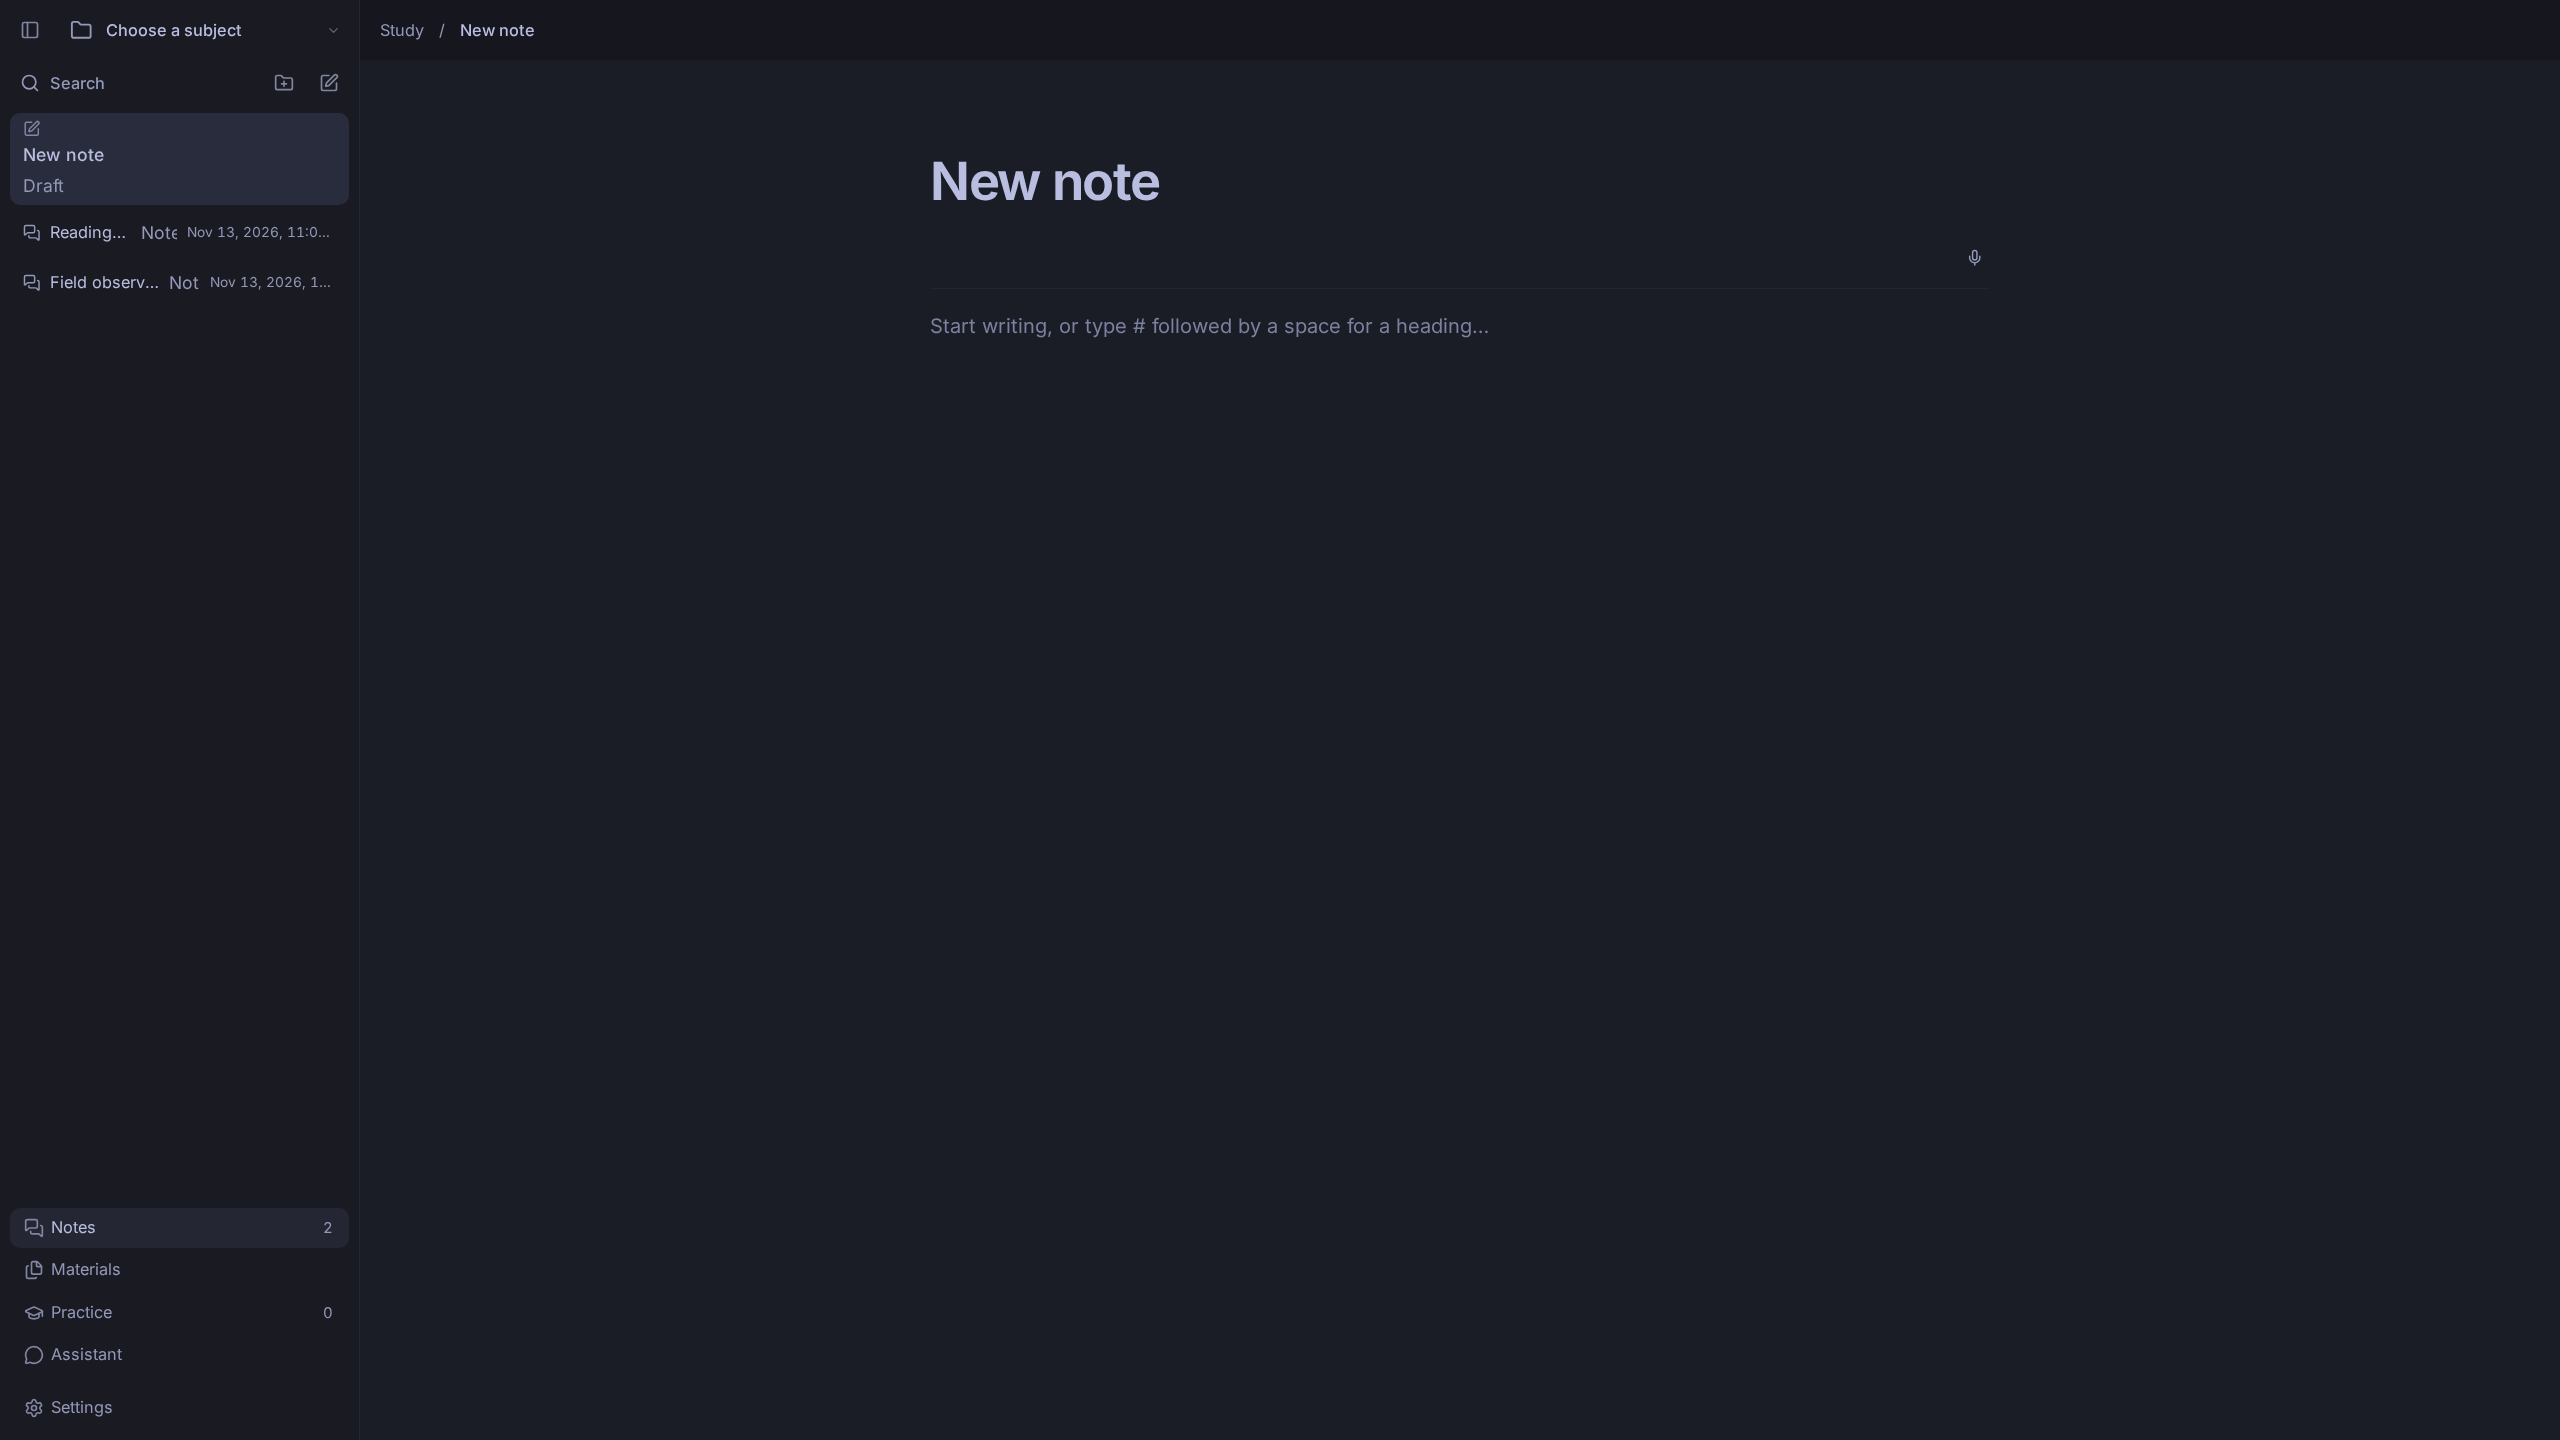 Choose a subject
Study / New note
Search
New note
Draft
Reading... Note Nov 13, 2026, 11:0...
Field observ... Not Nov 13, 2026, 1...
New note
Start writing, or type # followed by a space for a heading...
Notes 2
Materials
Practice 0
Assistant
Settings